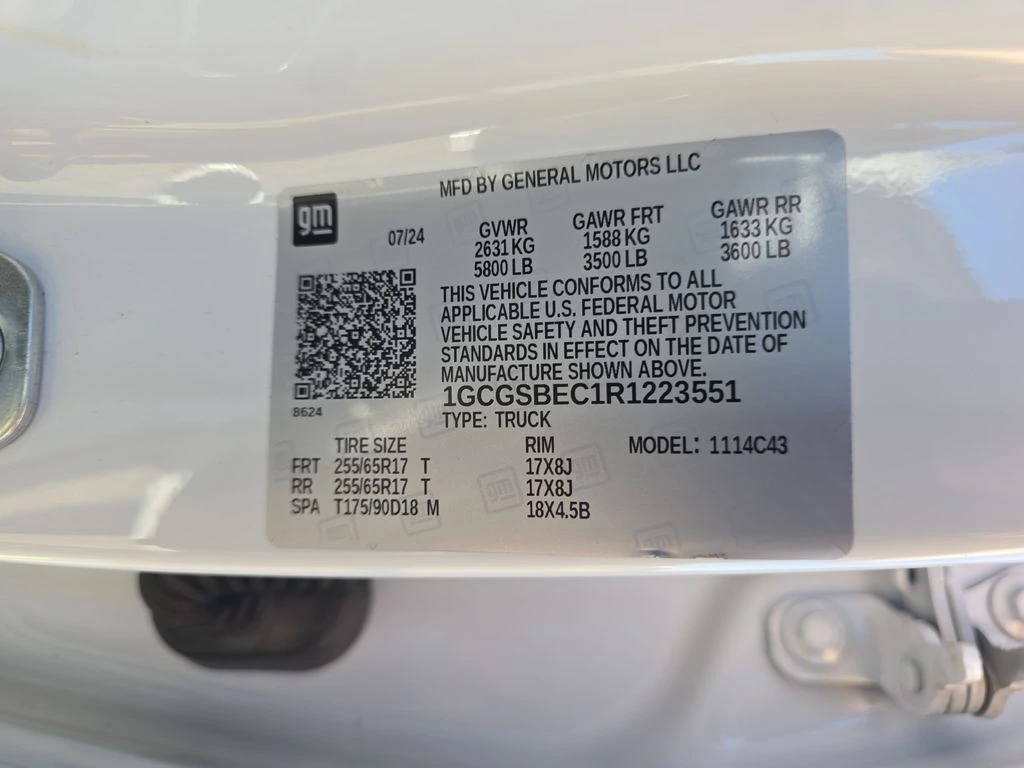 MFD BY GENERAL MOTORS LLC
gm
07/24
GVWR GAWR FRT GAWR RR
2631 KG 1588 KG 1633 KG
5800 LB 3500 LB 3600 LB
THIS VEHICLE CONFORMS TO ALL
APPLICABLE U.S. FEDERAL MOTOR
VEHICLE SAFETY AND THEFT PREVENTION
STANDARDS IN EFFECT ON THE DATE OF
MANUFACTURE SHOWN ABOVE.
8624
1GCGSBEC1R1223551
TYPE: TRUCK
TIRE SIZE RIM MODEL: 1114C43
FRT 255/65R17 T 17X8J
RR 255/65R17 T 17X8J
SPA T175/90D18 M 18X4.5B